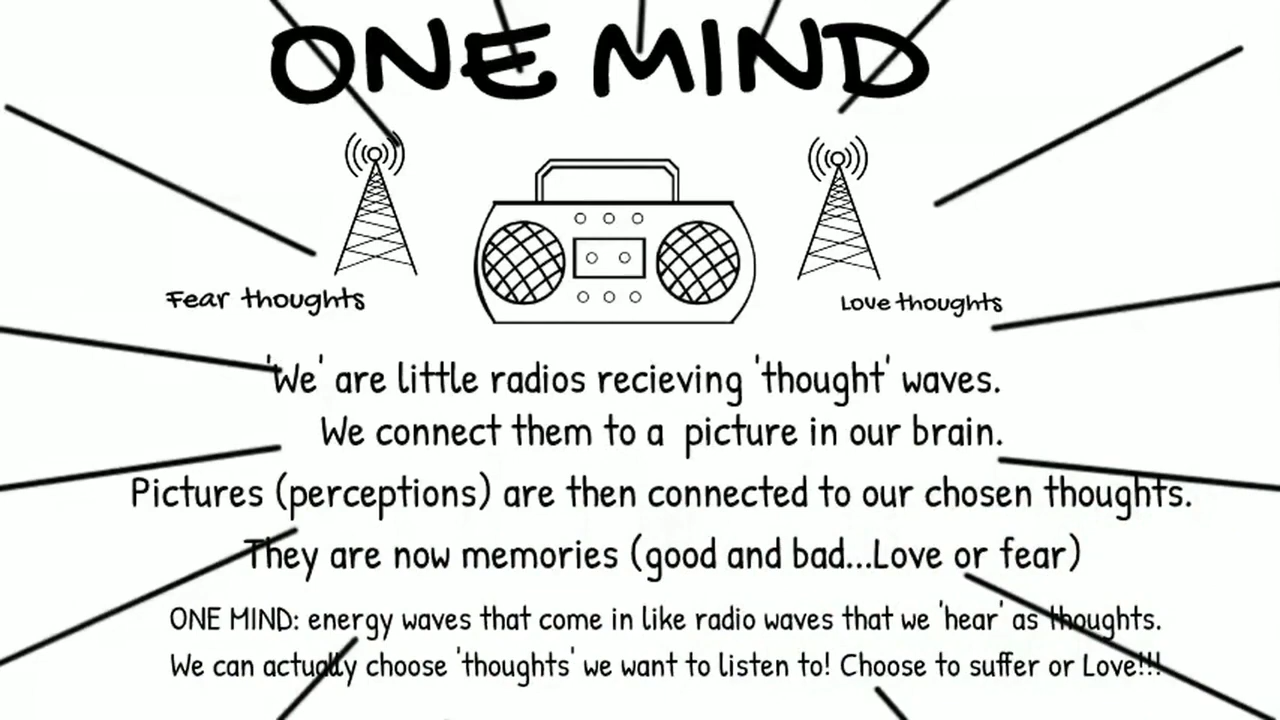 ONE MIND
Fear thoughts
Love thoughts
'We' are little radios recieving 'thought' waves.
We connect them to a picture in our brain.
Pictures (perceptions) are then connected to our chosen thoughts.
They are now memories (good and bad...Love or fear)
ONE MIND: energy waves that come in like radio waves that we 'hear' as thoughts.
We can actually choose 'thoughts' we want to listen to! Choose to suffer or Love!!!